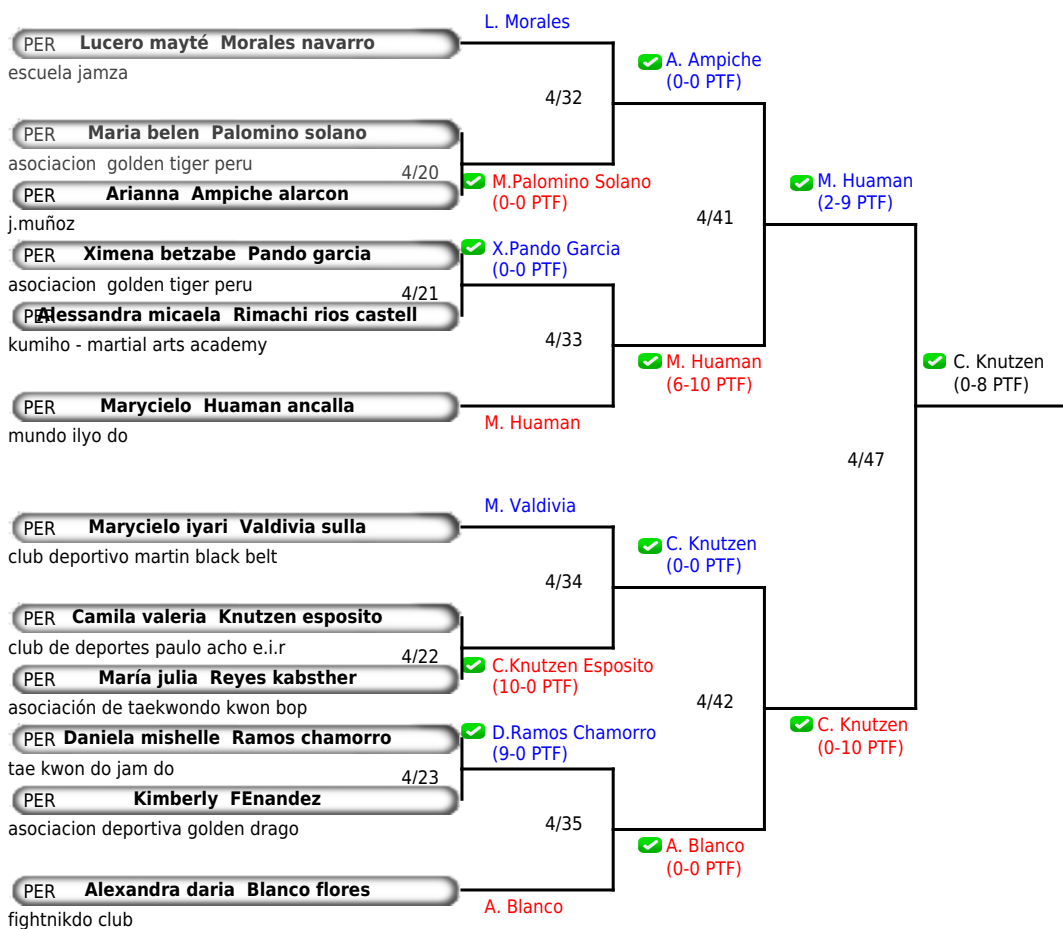 L. Morales
PER Lucero mayté Morales navarro
escuela jamza
A. Ampiche
(0-0 PTF)
4/32
PER Maria belen Palomino solano
asociacion golden tiger peru
4/20
M.Palomino Solano
(0-0 PTF)
PER Arianna Ampiche alarcon
j.muñoz
M. Huaman
(2-9 PTF)
4/41
PER Ximena betzabe Pando garcia
asociacion golden tiger peru
X.Pando Garcia
(0-0 PTF)
4/21
PER Alessandra micaela Rimachi rios castell
kumiho - martial arts academy
4/33
M. Huaman
(6-10 PTF)
C. Knutzen
(0-8 PTF)
PER Marycielo Huaman ancalla
mundo ilyo do
M. Huaman
4/47
M. Valdivia
PER Marycielo iyari Valdivia sulla
club deportivo martin black belt
C. Knutzen
(0-0 PTF)
4/34
PER Camila valeria Knutzen esposito
club de deportes paulo acho e.i.r
4/22
C.Knutzen Esposito
(10-0 PTF)
PER María julia Reyes kabsther
asociación de taekwondo kwon bop
4/42
C. Knutzen
(0-10 PTF)
PER Daniela mishelle Ramos chamorro
tae kwon do jam do
D.Ramos Chamorro
(9-0 PTF)
4/23
PER Kimberly FEnandez
asociacion deportiva golden drago
4/35
A. Blanco
(0-0 PTF)
PER Alexandra daria Blanco flores
fightnikdo club
A. Blanco